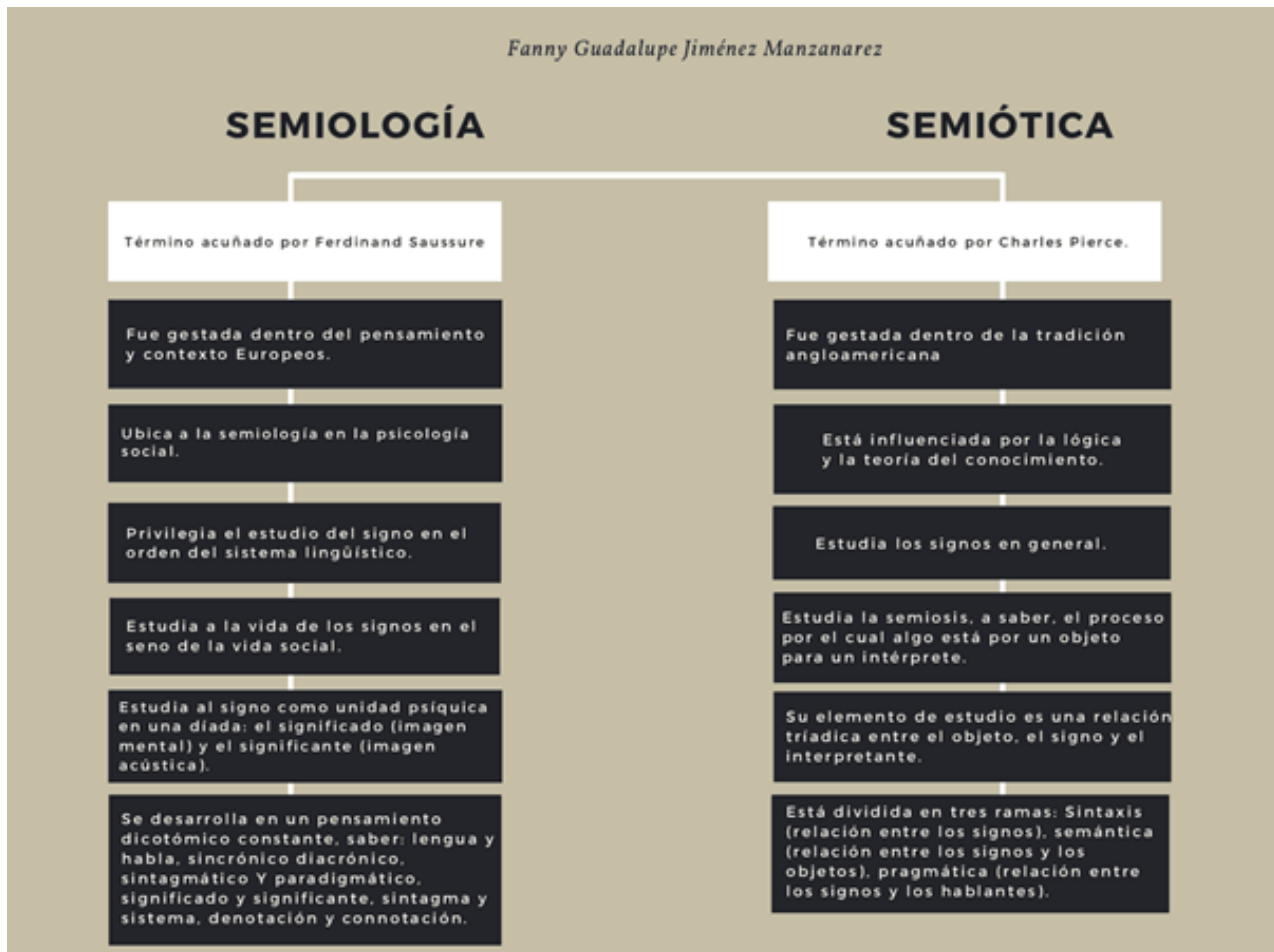 Fanny Guadalupe Jiménez Manzanarez
SEMIOLOGÍA
Término acuñado por Ferdinand Saussure
Fue gestada dentro del pensamiento
y contexto Europeos.
Ubica a la semiología en la psicología
social.
Privilegia el estudio del signo en el
orden del sistema lingüístico.
Estudia a la vida de los signos en el
seno de la vida social.
Estudia al signo como unidad psíquica
en una díada: el significado (imagen
mental) y el significante (imagen
acústica).
Se desarrolla en un pensamiento
dicotómico constante, saber: lengua y
habla, sincrónico diacrónico,
sintagmático Y paradigmático,
significado y significante, sintagma y
sistema, denotación y connotación.
SEMIÓTICA
Término acuñado por Charles Pierce.
Fue gestada dentro de la tradición
angloamericana
Está influenciada por la lógica
y la teoría del conocimiento.
Estudia los signos en general.
Estudia la semiosis, a saber, el proceso
por el cual algo está por un objeto
para un intérprete.
Su elemento de estudio es una relación
tríadica entre el objeto, el signo y el
interpretante.
Está dividida en tres ramas: Sintaxis
(relación entre los signos), semántica
(relación entre los signos y los
objetos), pragmática (relación entre
los signos y los hablantes).